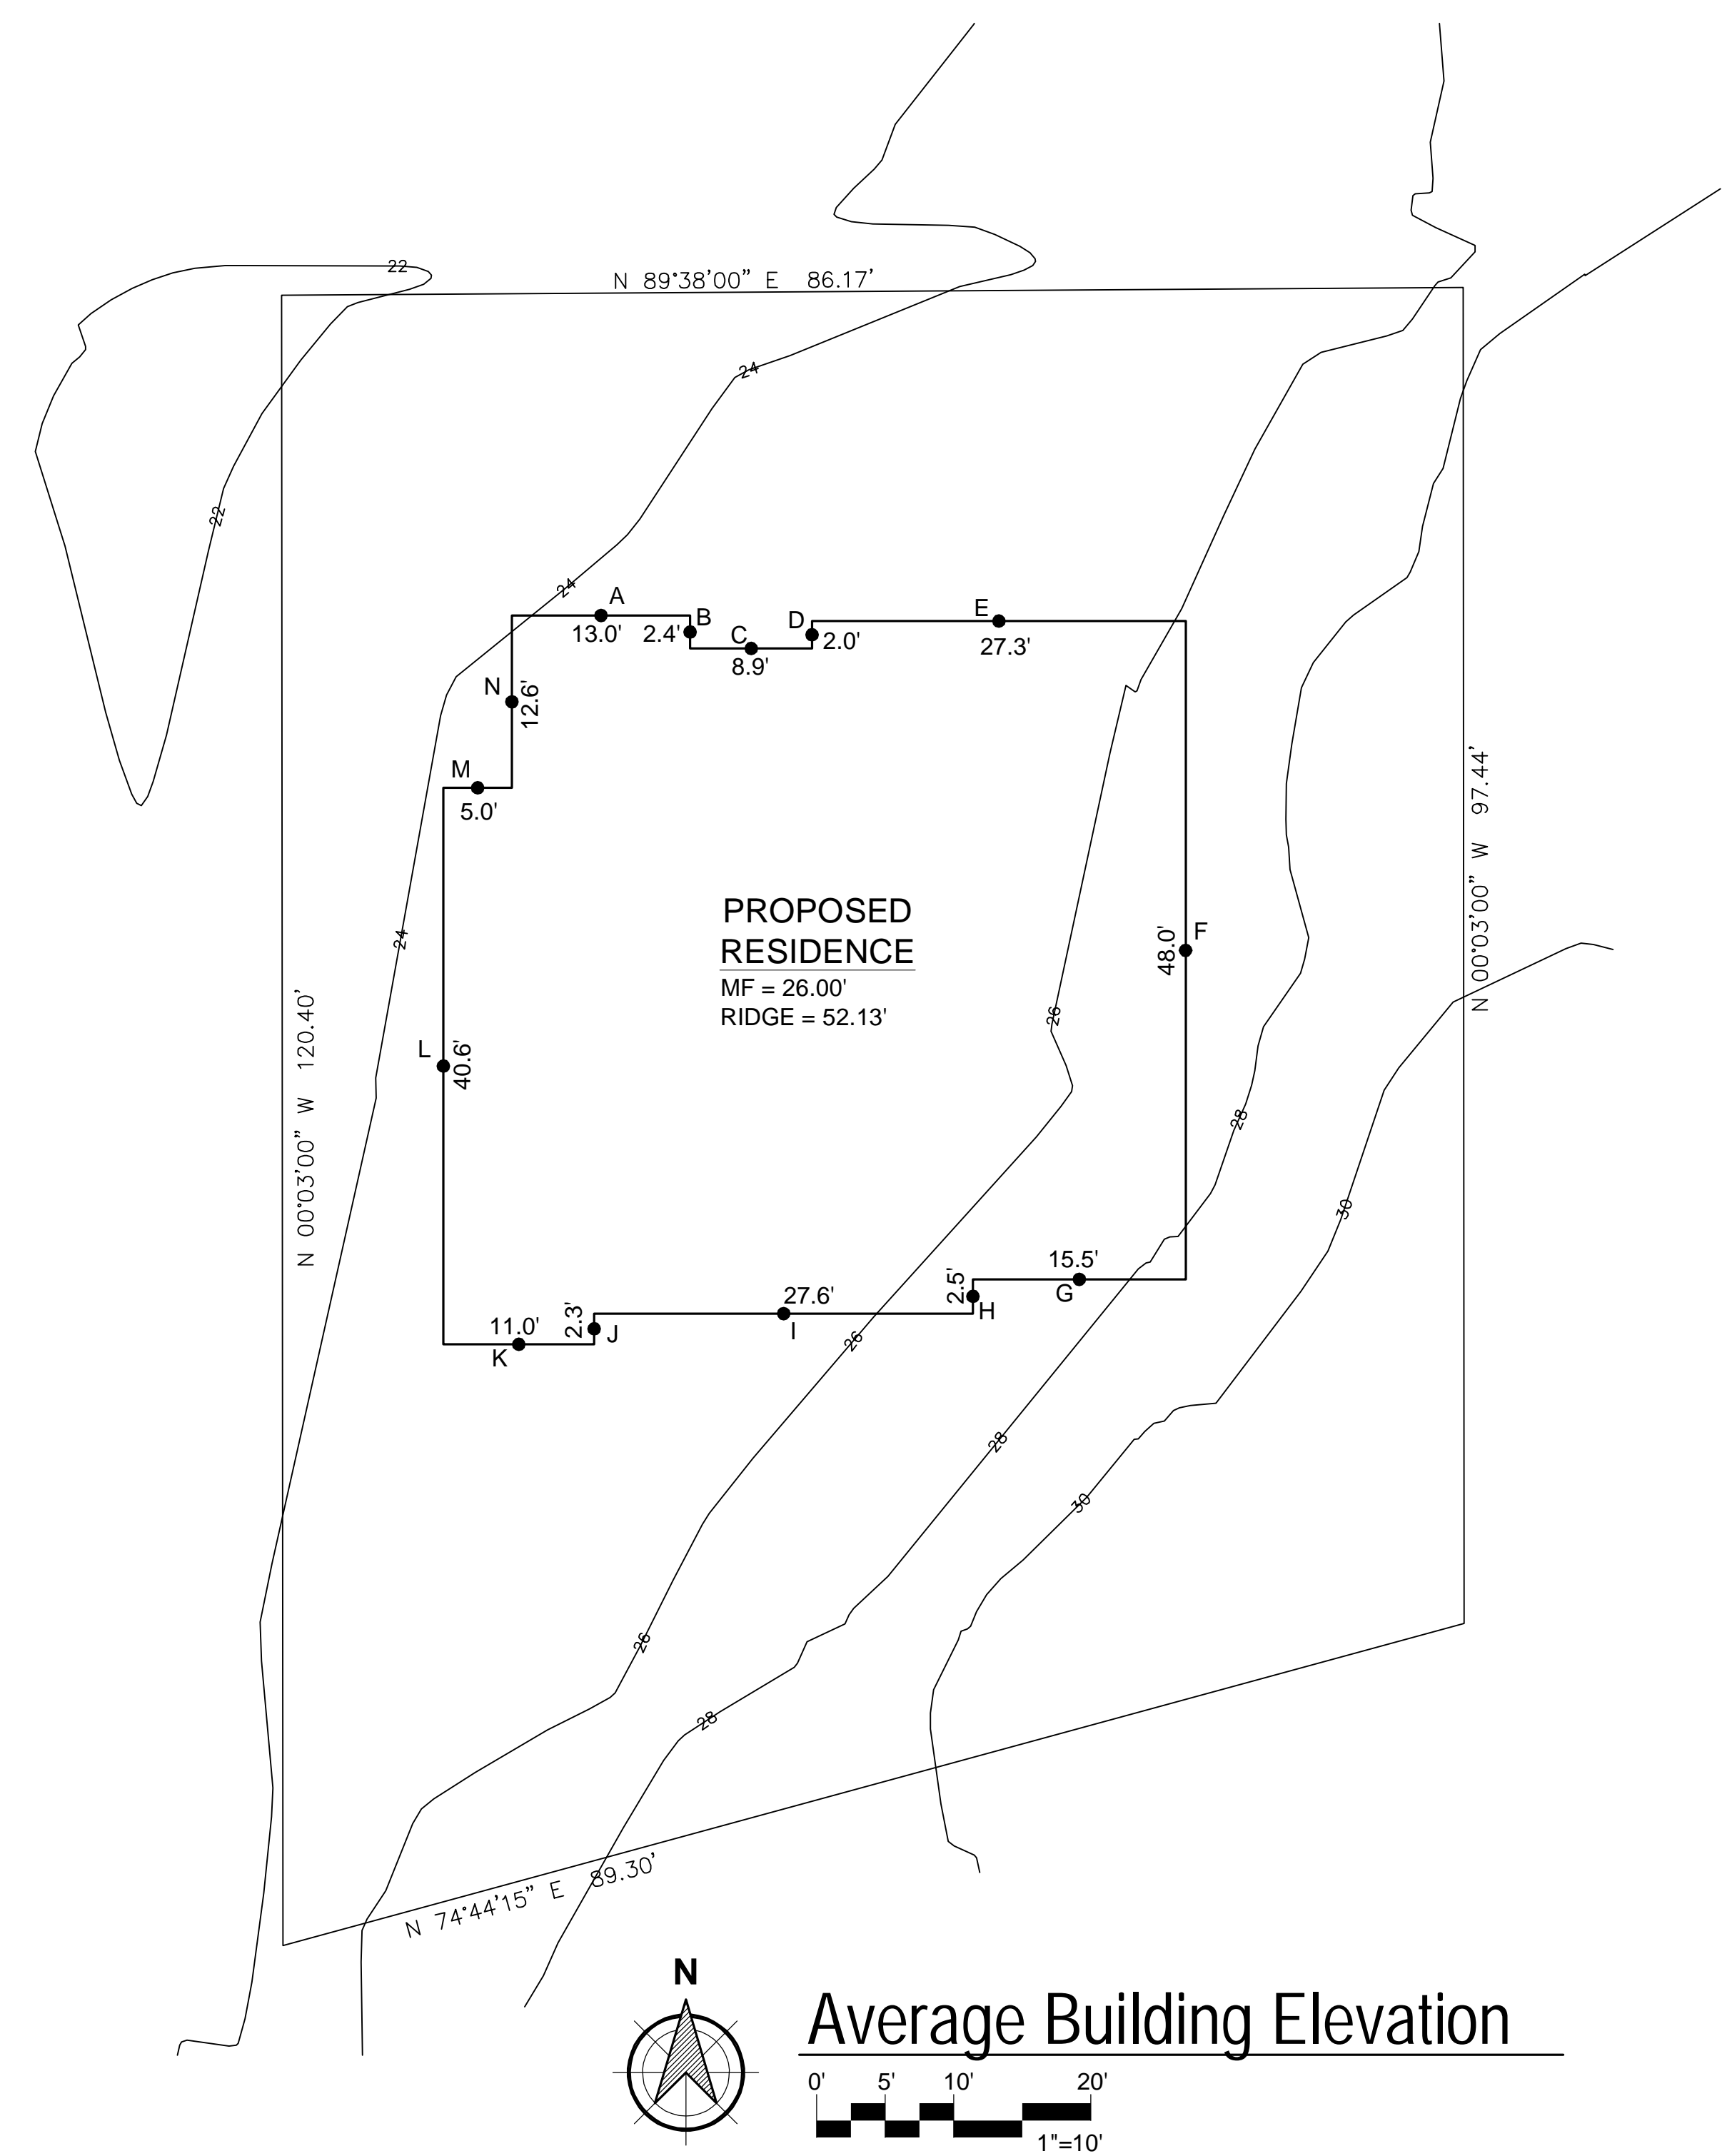 22
N 89°38'00” E 86.17'
24
22
24
A
13.0'
B
2.4'
C
8.9'
D
2.0'
E
27.3'
N
12.6'
M
5.0'
N 00°03'00” W 97.44'
24
PROPOSED
RESIDENCE
MF = 26.00'
RIDGE = 52.13'
F
48.0'
26
N 00°03'00” W 120.40'
L
40.6'
28
30
15.5'
G
2.5'
H
27.6'
I
2.3'
J
11.0'
K
26
28
30
26
28
N 74°44'15” E 89.30'
N
Average Building Elevation
0' 5' 10' 20'
1"=10'